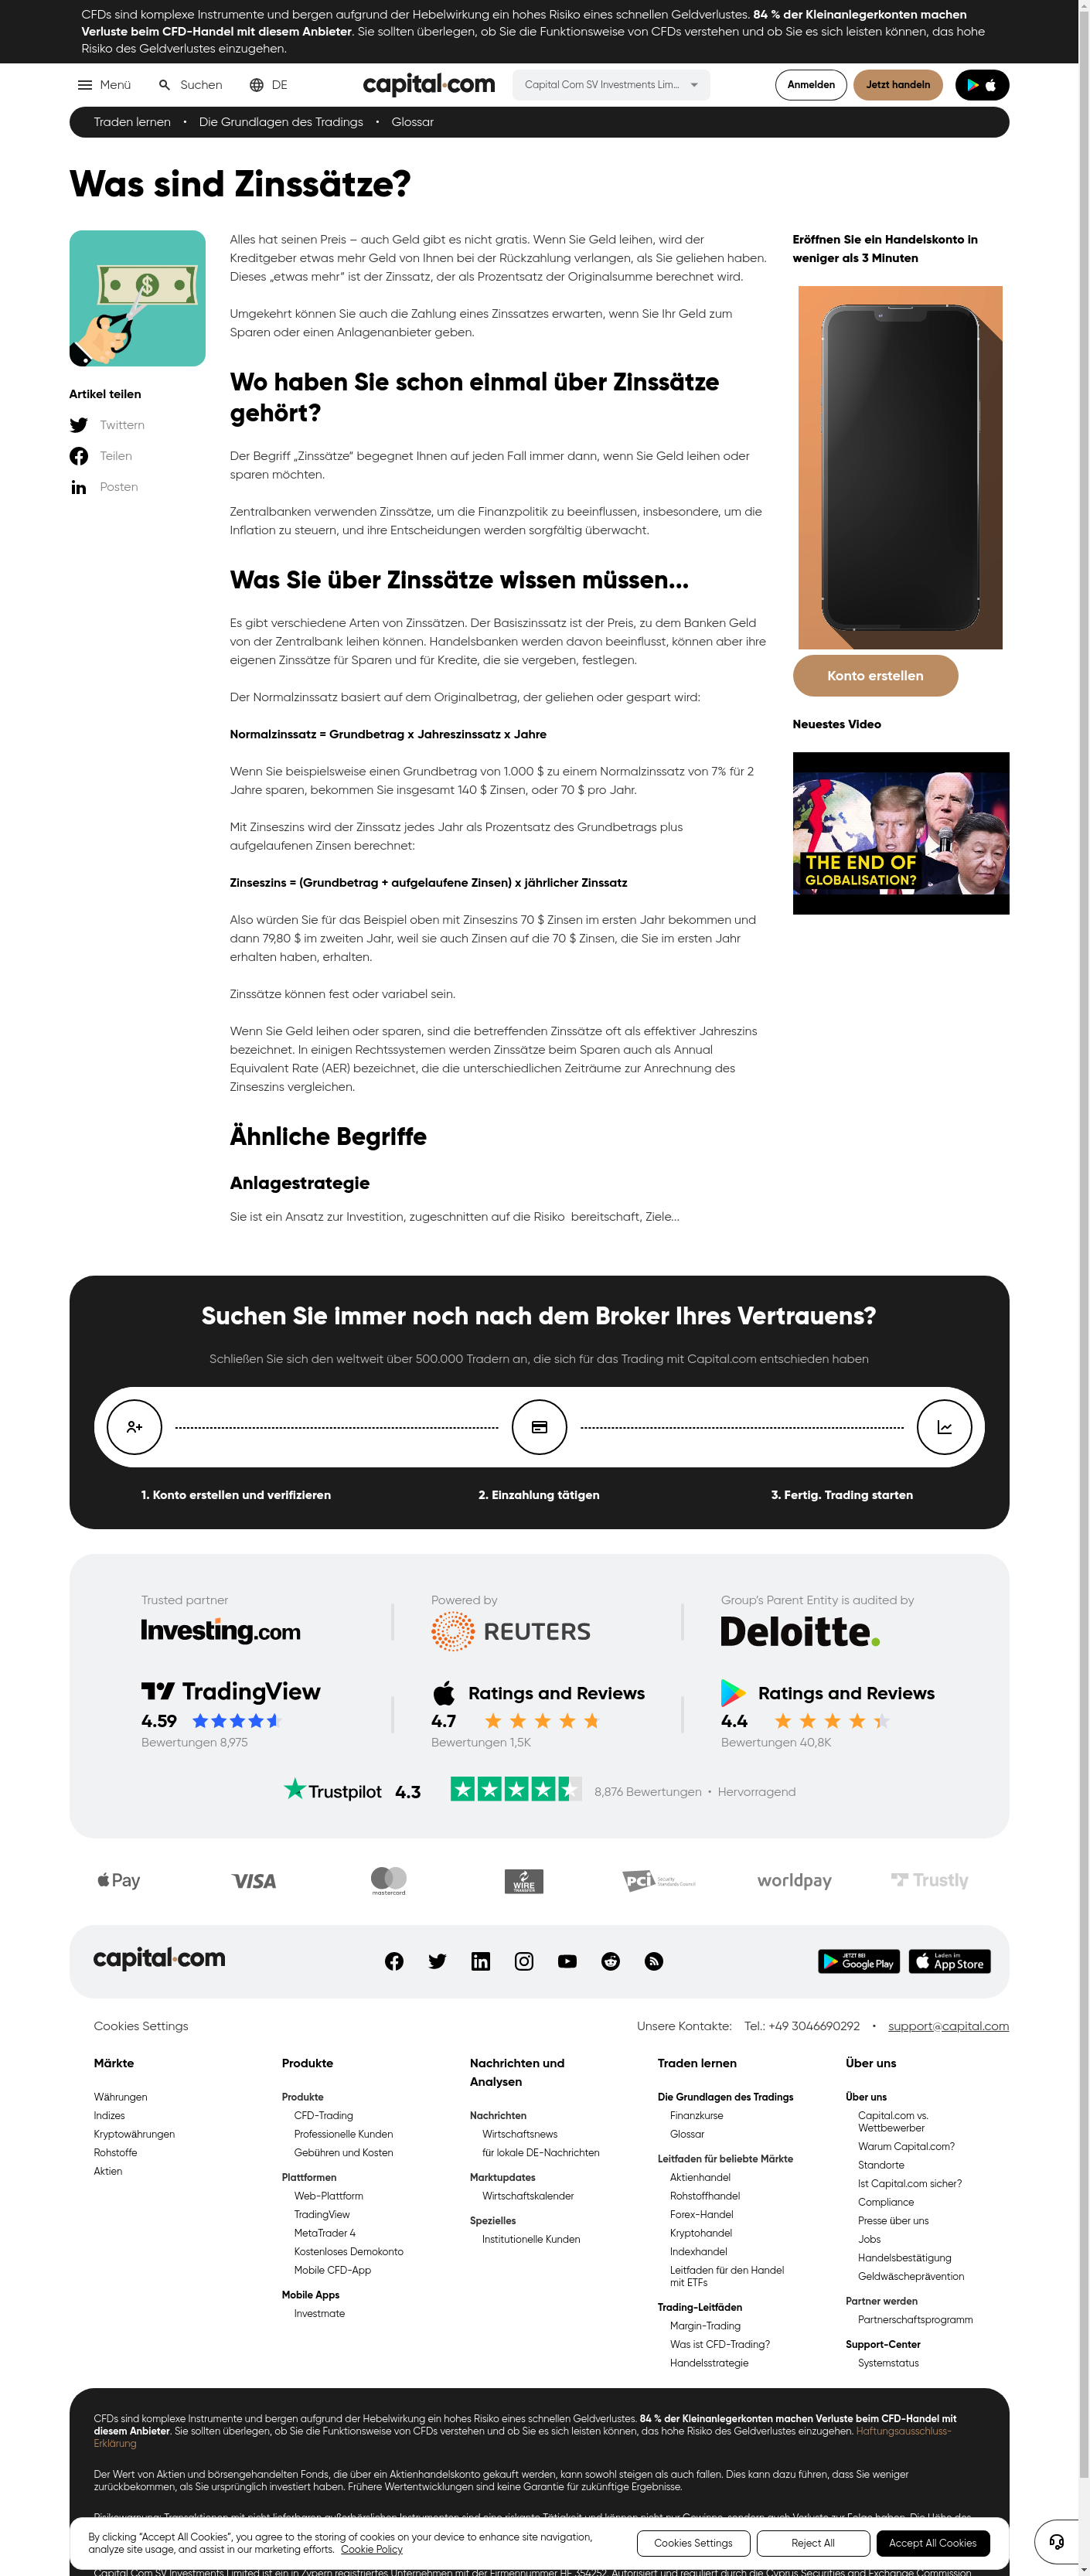 CFDs sind komplexe Instrumente und bergen aufgrund der Hebelwirkung ein hohes Risiko eines schnellen Geldverlustes. 84 % der Kleinanlegerkonten machen
Verluste beim CFD-Handel mit diesem Anbieter. Sie sollten überlegen, ob Sie die Funktionsweise von CFDs verstehen und ob Sie es sich leisten können, das hohe
Risiko des Geldverlustes einzugehen.
Menü Suchen DE capital.com Capital Com SV Investments Lim... Anmelden Jetzt handeln
Traden lernen • Die Grundlagen des Tradings • Glossar
Was sind Zinssätze?
Alles hat seinen Preis – auch Geld gibt es nicht gratis. Wenn Sie Geld leihen, wird der
Kreditgeber etwas mehr Geld von Ihnen bei der Rückzahlung verlangen, als Sie geliehen haben.
Dieses „etwas mehr“ ist der Zinssatz, der als Prozentsatz der Originalsumme berechnet wird.
Umgekehrt können Sie auch die Zahlung eines Zinssatzes erwarten, wenn Sie Ihr Geld zum
Sparen oder einen Anlagenanbieter geben.
Artikel teilen
Twittern
Teilen
Posten
Wo haben Sie schon einmal über Zinssätze
gehört?
Der Begriff „Zinssätze“ begegnet Ihnen auf jeden Fall immer dann, wenn Sie Geld leihen oder
sparen möchten.
Zentralbanken verwenden Zinssätze, um die Finanzpolitik zu beeinflussen, insbesondere, um die
Inflation zu steuern, und ihre Entscheidungen werden sorgfältig überwacht.
Was Sie über Zinssätze wissen müssen...
Es gibt verschiedene Arten von Zinssätzen. Der Basiszinssatz ist der Preis, zu dem Banken Geld
von der Zentralbank leihen können. Handelsbanken werden davon beeinflusst, können aber ihre
eigenen Zinssätze für Sparen und für Kredite, die sie vergeben, festlegen.
Der Normalzinssatz basiert auf dem Originalbetrag, der geliehen oder gespart wird:
Normalzinssatz = Grundbetrag x Jahreszinssatz x Jahre
Wenn Sie beispielsweise einen Grundbetrag von 1.000 $ zu einem Normalzinssatz von 7% für 2
Jahre sparen, bekommen Sie insgesamt 140 $ Zinsen, oder 70 $ pro Jahr.
Mit Zinseszins wird der Zinssatz jedes Jahr als Prozentsatz des Grundbetrags plus
aufgelaufenen Zinsen berechnet:
Zinseszins = (Grundbetrag + aufgelaufene Zinsen) x jährlicher Zinssatz
Also würden Sie für das Beispiel oben mit Zinseszins 70 $ Zinsen im ersten Jahr bekommen und
dann 79,80 $ im zweiten Jahr, weil sie auch Zinsen auf die 70 $ Zinsen, die Sie im ersten Jahr
erhalten haben, erhalten.
Zinssätze können fest oder variabel sein.
Wenn Sie Geld leihen oder sparen, sind die betreffenden Zinssätze oft als effektiver Jahreszins
bezeichnet. In einigen Rechtssystemen werden Zinssätze beim Sparen auch als Annual
Equivalent Rate (AER) bezeichnet, die die unterschiedlichen Zeiträume zur Anrechnung des
Zinseszins vergleichen.
Ähnliche Begriffe
Anlagestrategie
Sie ist ein Ansatz zur Investition, zugeschnitten auf die Risiko bereitschaft, Ziele...
Eröffnen Sie ein Handelskonto in
weniger als 3 Minuten
Konto erstellen
Neuestes Video
THE END OF
GLOBALISATION?
Suchen Sie immer noch nach dem Broker Ihres Vertrauens?
Schließen Sie sich den weltweit über 500.000 Tradern an, die sich für das Trading mit Capital.com entschieden haben
1. Konto erstellen und verifizieren 2. Einzahlung tätigen 3. Fertig. Trading starten
Trusted partner Powered by Group's Parent Entity is audited by
Investing.com REUTERS Deloitte.
TradingView Ratings and Reviews Ratings and Reviews
4.59 4.7 4.4
Bewertungen 8,975 Bewertungen 1,5K Bewertungen 40,8K
Trustpilot 4.3 8,876 Bewertungen • Hervorragend
Pay VISA mastercard WIRE TRANSFER PCI Security Standards Council worldpay Trustly
capital.com JETZT BEI Google Play Laden im App Store
Cookies Settings Unsere Kontakte: Tel.: +49 3046690292 • support@capital.com
Märkte
Währungen
Indizes
Kryptowährungen
Rohstoffe
Aktien
Produkte
Produkte
CFD-Trading
Professionelle Kunden
Gebühren und Kosten
Plattformen
Web-Plattform
TradingView
MetaTrader 4
Kostenloses Demokonto
Mobile CFD-App
Mobile Apps
Investmate
Nachrichten und
Analysen
Nachrichten
Wirtschaftsnews
für lokale DE-Nachrichten
Marktupdates
Wirtschaftskalender
Spezielles
Institutionelle Kunden
Traden lernen
Die Grundlagen des Tradings
Finanzkurse
Glossar
Leitfaden für beliebte Märkte
Aktienhandel
Rohstoffhandel
Forex-Handel
Kryptohandel
Indexhandel
Leitfaden für den Handel
mit ETFs
Trading-Leitfäden
Margin-Trading
Was ist CFD-Trading?
Handelsstrategie
Über uns
Über uns
Capital.com vs.
Wettbewerber
Warum Capital.com?
Standorte
Ist Capital.com sicher?
Compliance
Presse über uns
Jobs
Handelsbestätigung
Geldwäscheprävention
Partner werden
Partnerschaftsprogramm
Support-Center
Systemstatus
CFDs sind komplexe Instrumente und bergen aufgrund der Hebelwirkung ein hohes Risiko eines schnellen Geldverlustes. 84 % der Kleinanlegerkonten machen Verluste beim CFD-Handel mit
diesem Anbieter. Sie sollten überlegen, ob Sie die Funktionsweise von CFDs verstehen und ob Sie es sich leisten können, das hohe Risiko des Geldverlustes einzugehen. Haftungsausschluss-
Erklärung
Der Wert von Aktien und börsengehandelten Fonds, die über ein Aktienhandelskonto gekauft werden, kann sowohl steigen als auch fallen. Dies kann dazu führen, dass Sie weniger
zurückbekommen, als Sie ursprünglich investiert haben. Frühere Wertentwicklungen sind keine Garantie für zukünftige Ergebnisse.
By clicking “Accept All Cookies”, you agree to the storing of cookies on your device to enhance site navigation,
analyze site usage, and assist in our marketing efforts. Cookie Policy
Cookies Settings Reject All Accept All Cookies
Capital Com SV Investments Limited ist ein in Zypern registriertes Unternehmen mit der Firmennummer HE 354252. Autorisiert und reguliert durch die Cyprus Securities and Exchange Commission